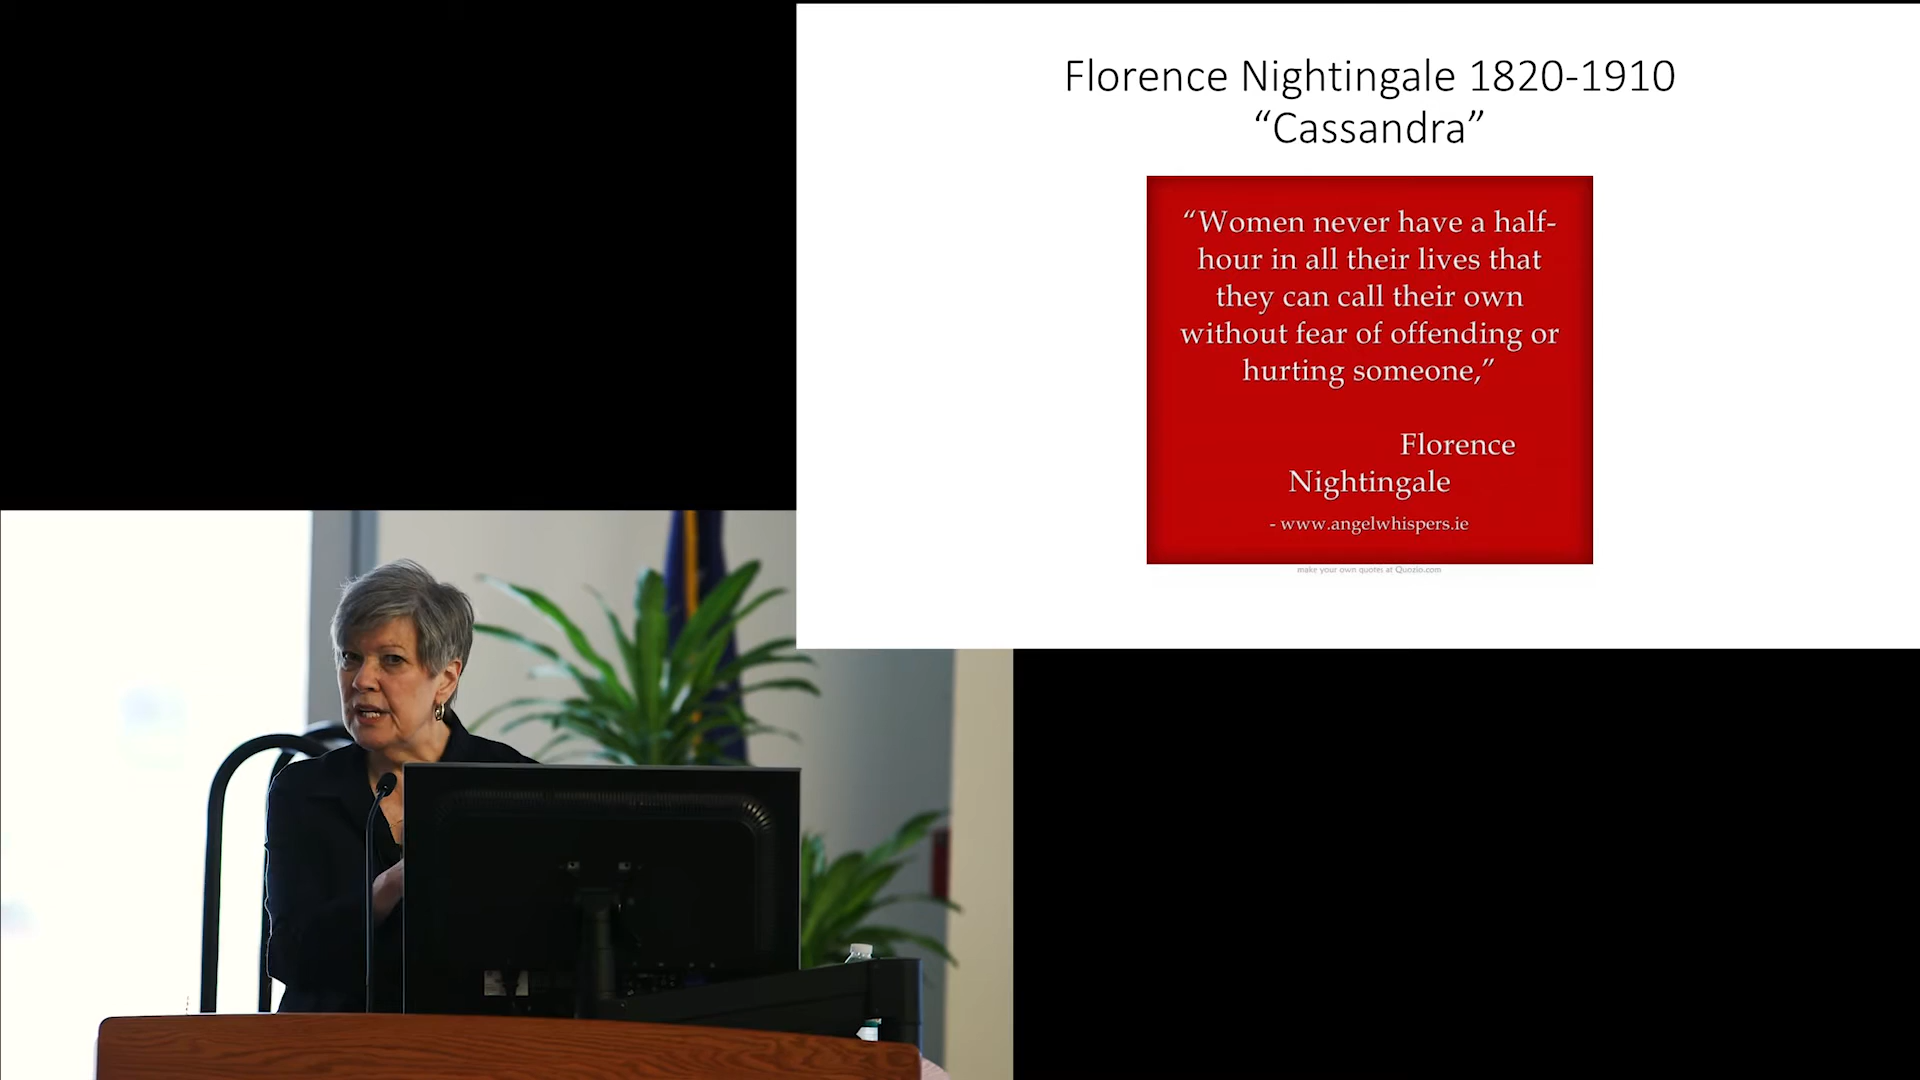 Florence Nightingale 1820-1910
“Cassandra”
“Women never have a half-
hour in all their lives that
they can call their own
without fear of offending or
hurting someone,”
Florence
Nightingale
- www.angelwhispers.ie
make your own quotes at Quozio.com